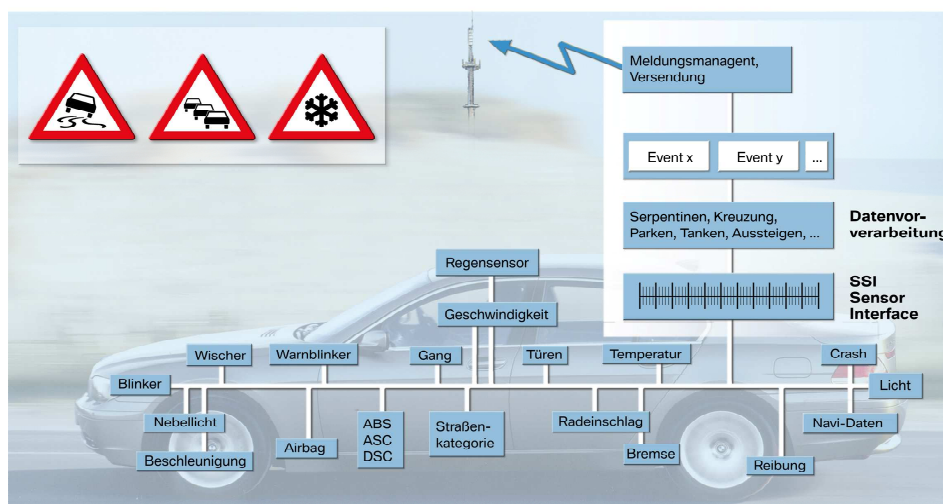 Meldungsmanagent,
Versendung
Event x
Event y
...
Serpentinen, Kreuzung,
Parken, Tanken, Aussteigen, ...
Datenvor-
verarbeitung
SSI
Sensor
Interface
Regensensor
Geschwindigkeit
Wischer
Warnblinker
Gang
Türen
Temperatur
Crash
Blinker
Licht
Nebellicht
Airbag
ABS
ASC
DSC
Straßen-
kategorie
Radeinschlag
Navi-Daten
Beschleunigung
Bremse
Reibung